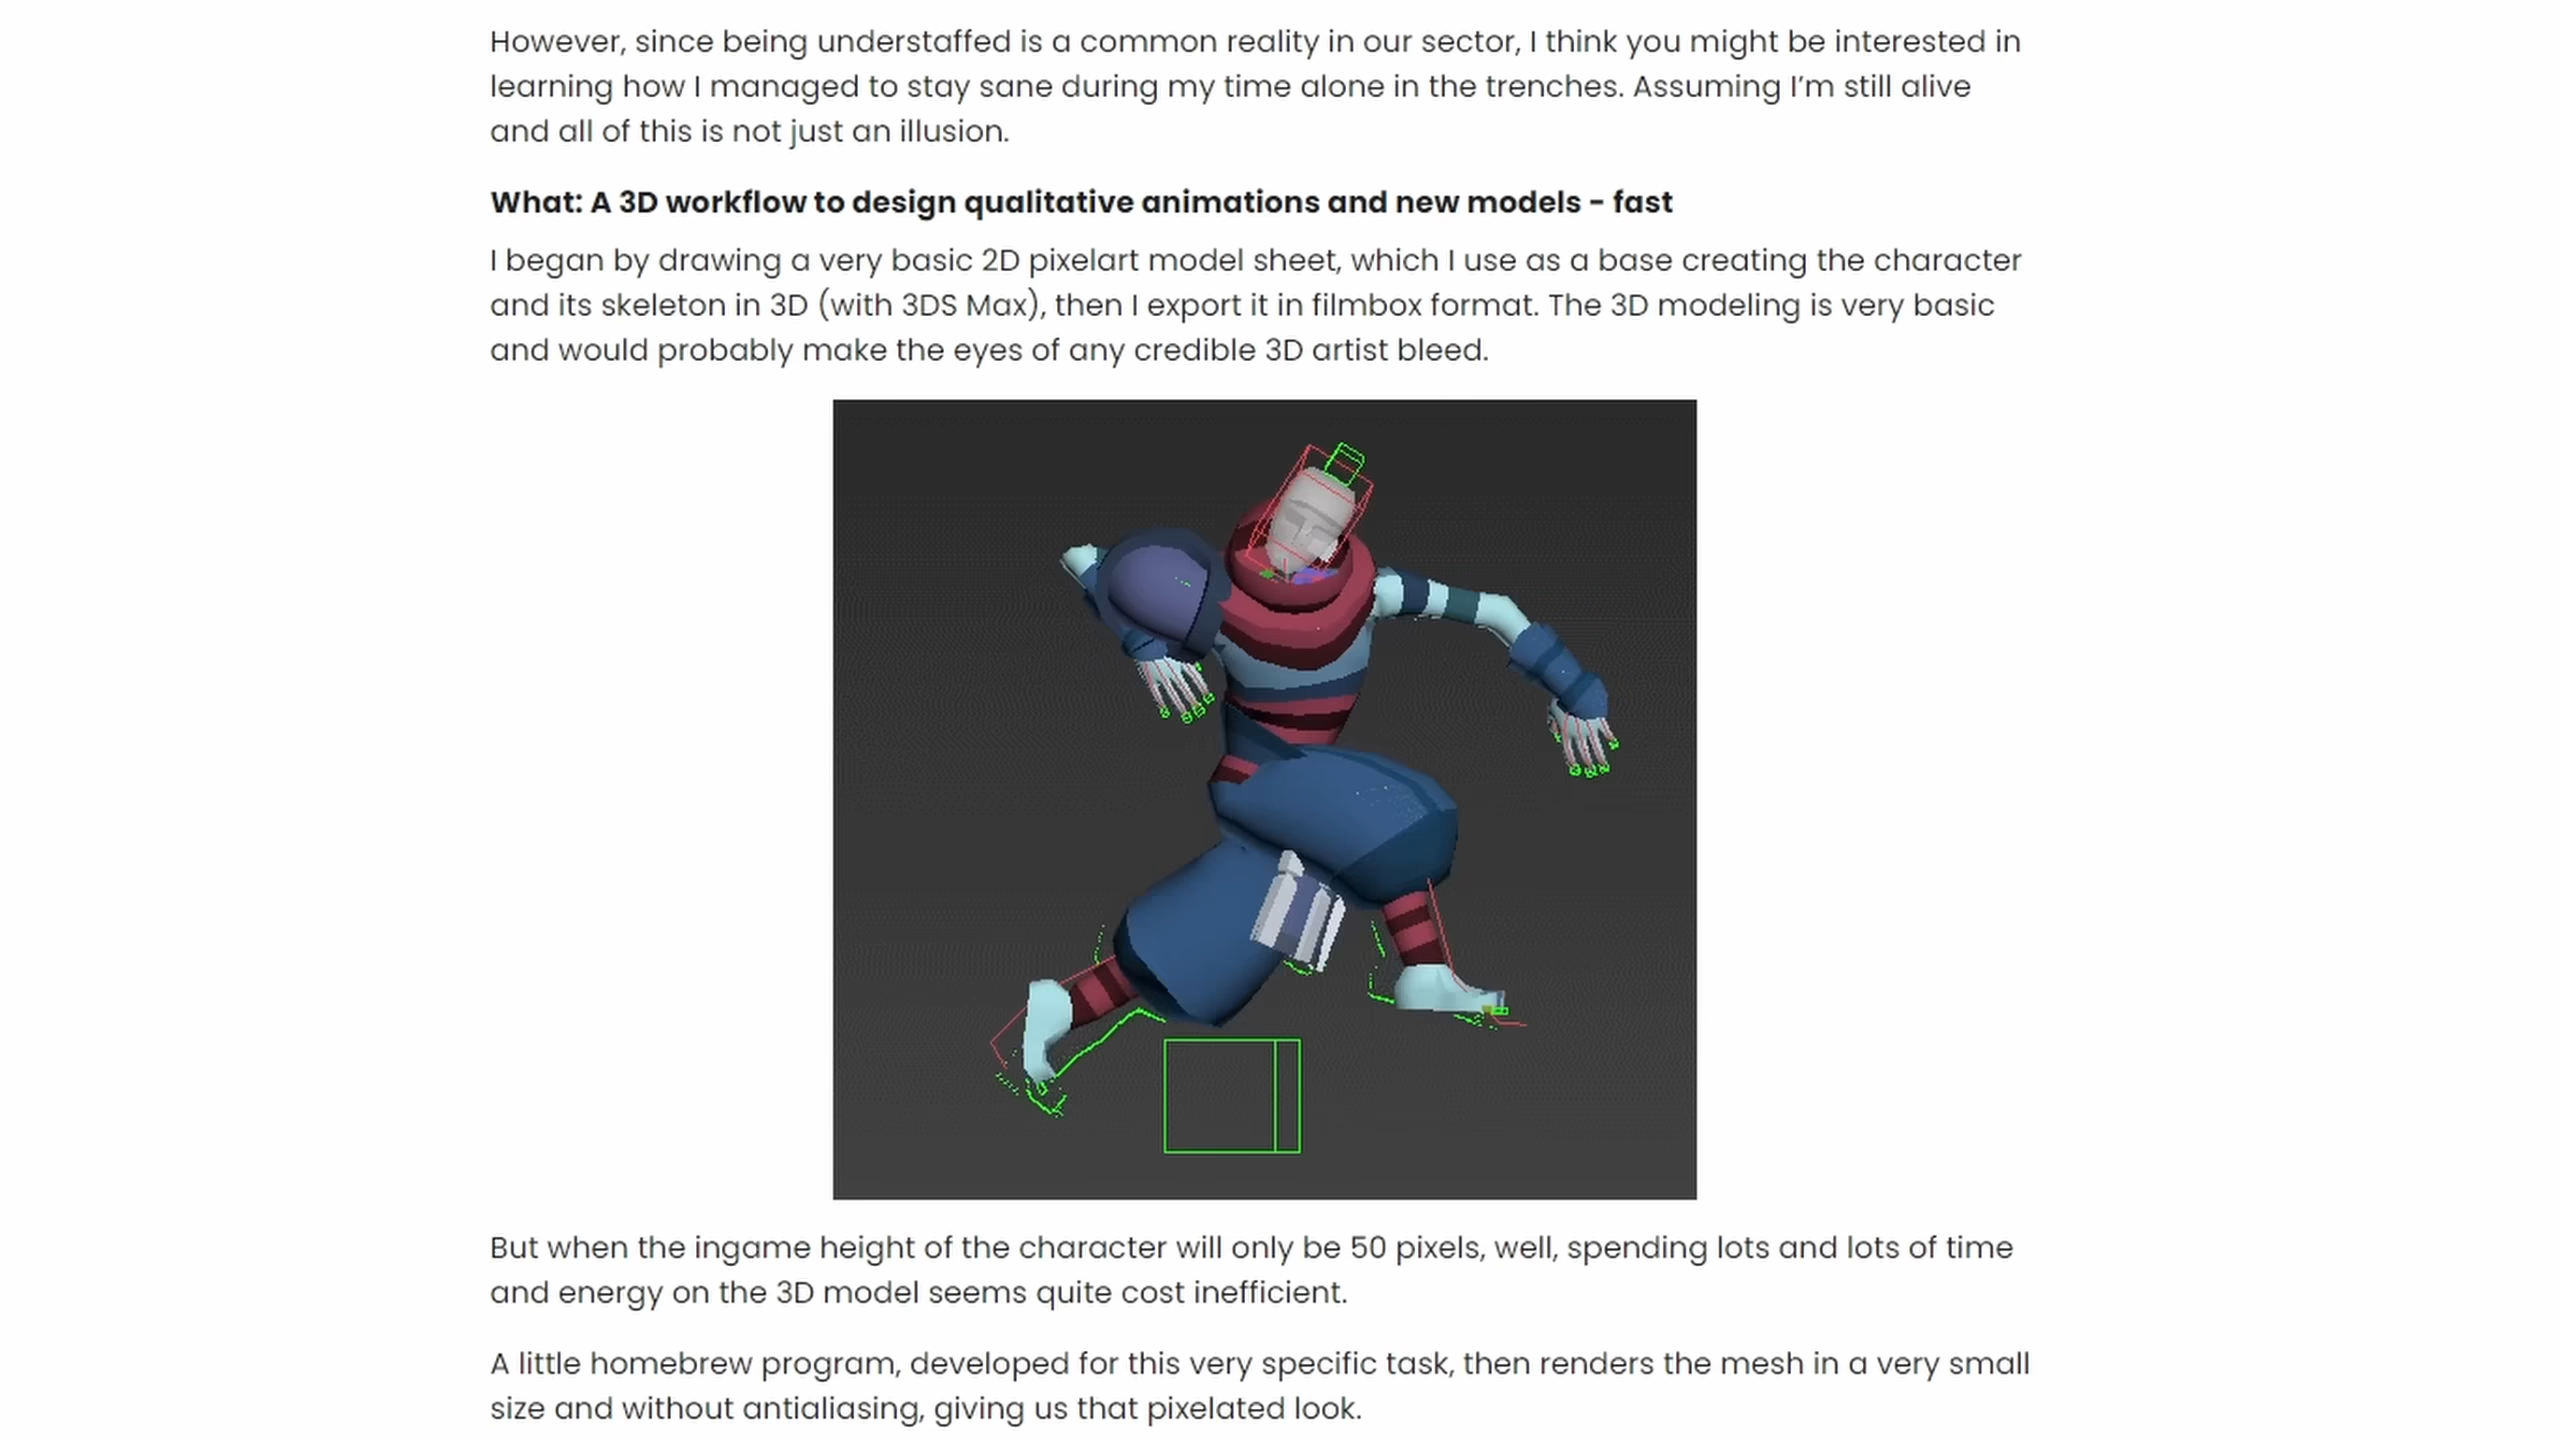 However, since being understaffed is a common reality in our sector, I think you might be interested in
learning how I managed to stay sane during my time alone in the trenches. Assuming I’m still alive
and all of this is not just an illusion.
What: A 3D workflow to design qualitative animations and new models - fast
I began by drawing a very basic 2D pixelart model sheet, which I use as a base creating the character
and its skeleton in 3D (with 3DS Max), then I export it in filmbox format. The 3D modeling is very basic
and would probably make the eyes of any credible 3D artist bleed.
But when the ingame height of the character will only be 50 pixels, well, spending lots and lots of time
and energy on the 3D model seems quite cost inefficient.
A little homebrew program, developed for this very specific task, then renders the mesh in a very small
size and without antialiasing, giving us that pixelated look.